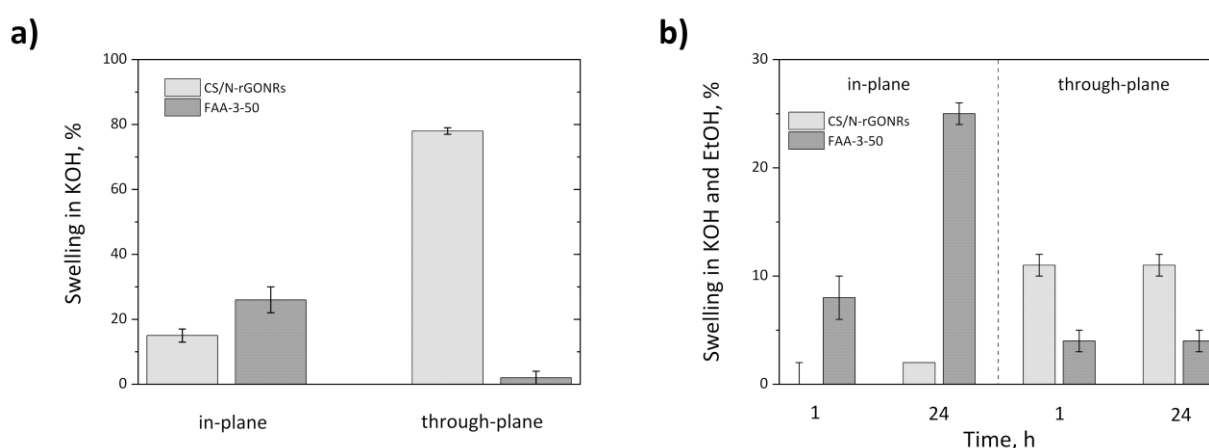 a)
Swelling in KOH, %
100
80
60
40
20
0
CS/N-rGONRs
FAA-3-50
in-plane
through-plane
b)
Swelling in KOH and EtOH, %
30
20
10
0
in-plane
through-plane
CS/N-rGONRs
FAA-3-50
1
24
1
24
Time, h